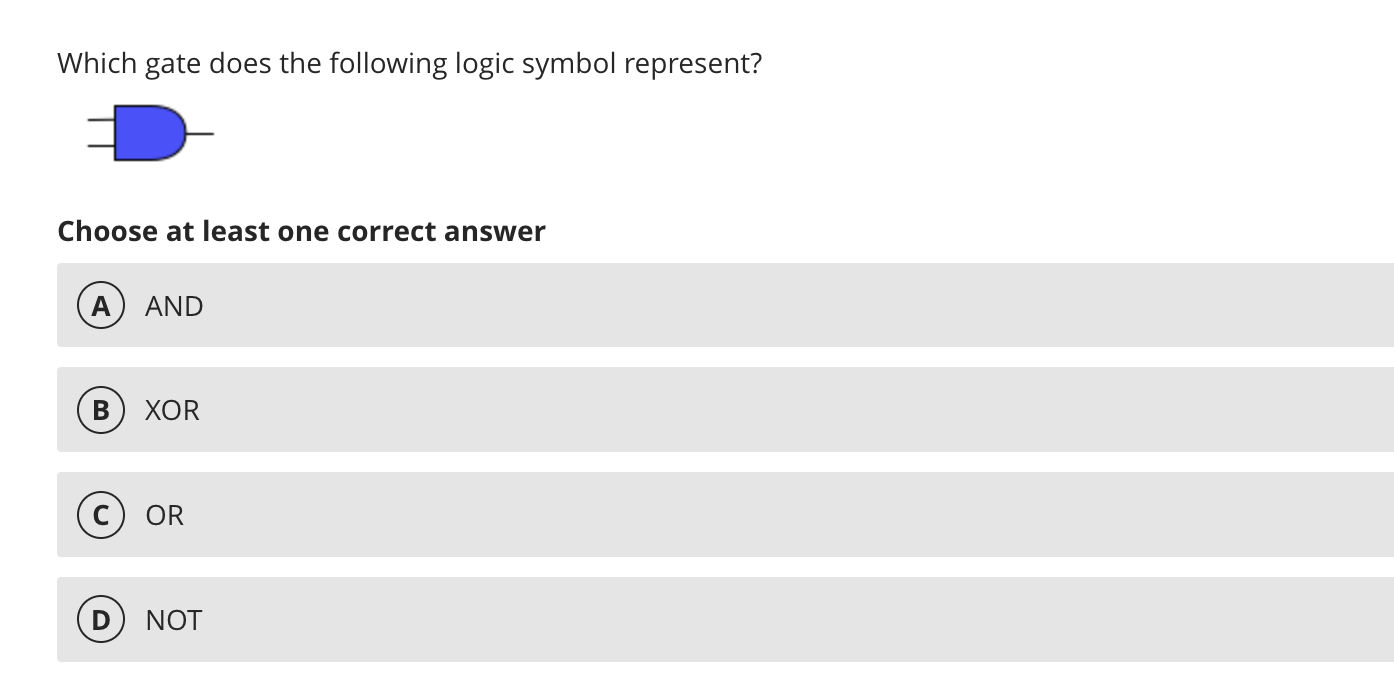 Which gate does the following logic symbol represent?
Choose at least one correct answer
A AND
B XOR
C OR
D NOT